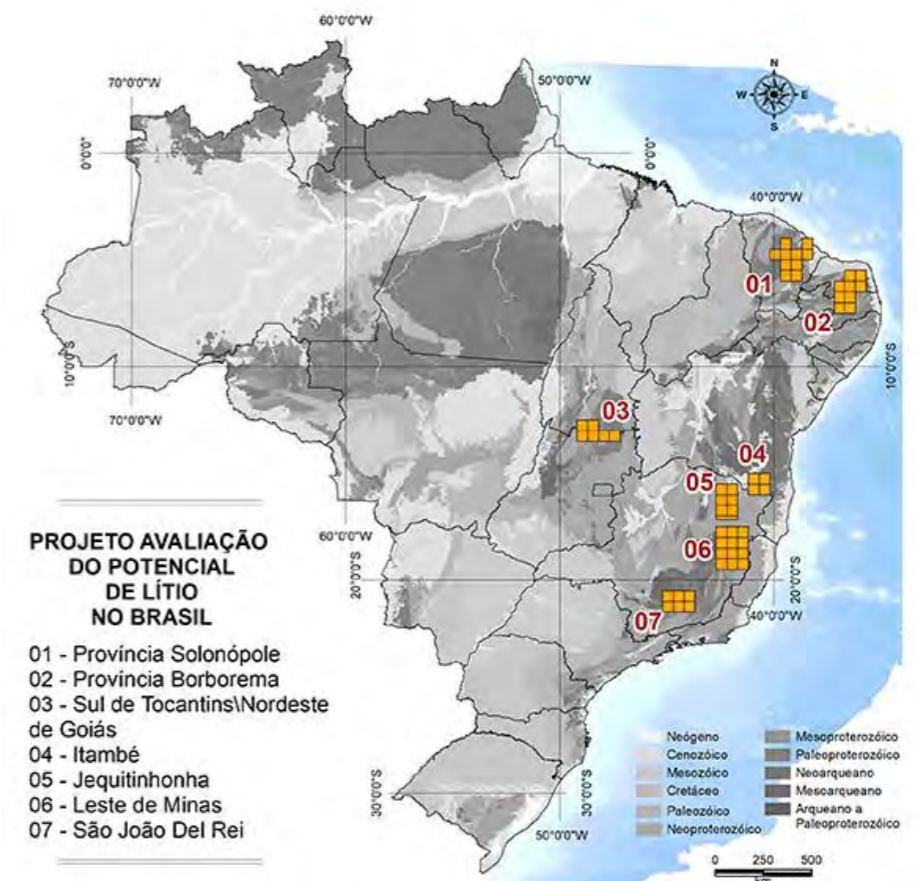 60°0'0"W
70°0'0"W
50°0'0"W
N
W
E
S
0°0'0"
0°0'0"
40°0'0"W
01
02
10°0'0"S
10°0'0"S
70°0'0"W
03
04
05
06
60°0'0"W
20°0'0"S
20°0'0"S
40°0'0"W
07
PROJETO AVALIAÇÃO
DO POTENCIAL
DE LÍTIO
NO BRASIL
01 - Província Solonópole
02 - Província Borborema
03 - Sul de Tocantins\Nordeste
de Goiás
04 - Itambé
05 - Jequitinhonha
06 - Leste de Minas
07 - São João Del Rei
30°0'0"S
30°0'0"S
50°0'0"W
Neógeno
Cenozóico
Mesozóico
Cretáceo
Paleozóico
Neoproterozóico
Mesoproterozóico
Paleoproterozóico
Neoarqueano
Mesoarqueano
Arqueano a
Paleoproterozóico
0 250 500
km